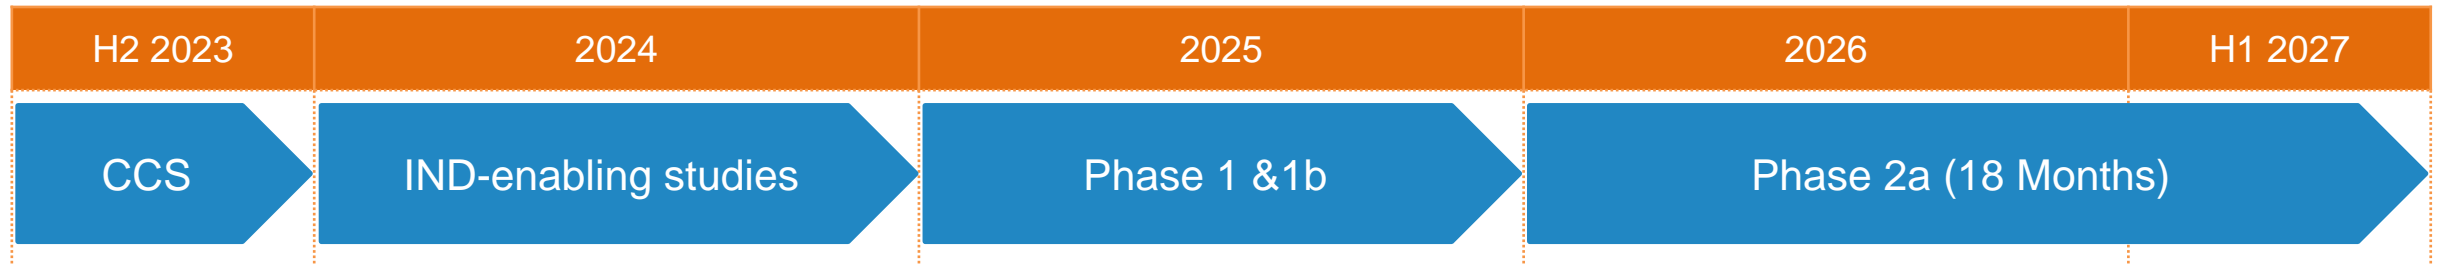 H2 2023
2024
2025
2026
H1 2027
CCS
IND-enabling studies
Phase 1 &1b
Phase 2a (18 Months)